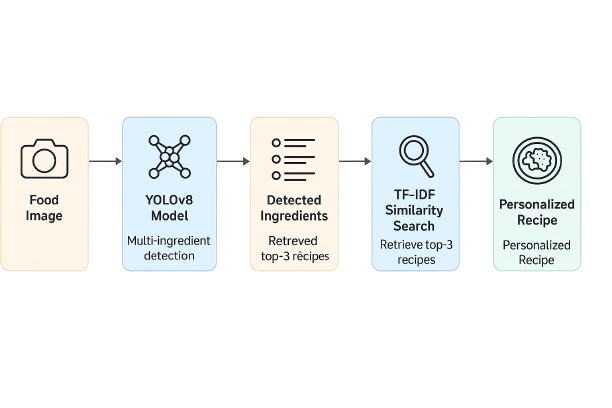 Food
Image
YOLOv8
Model
Multi-ingredient
detection
Detected
Ingredients
Retreved
top-3 rēcipes
TF-IDF
Similarity
Search
Retrieve top-3
recipes
Personalized
Recipe
Personalized
Recipe